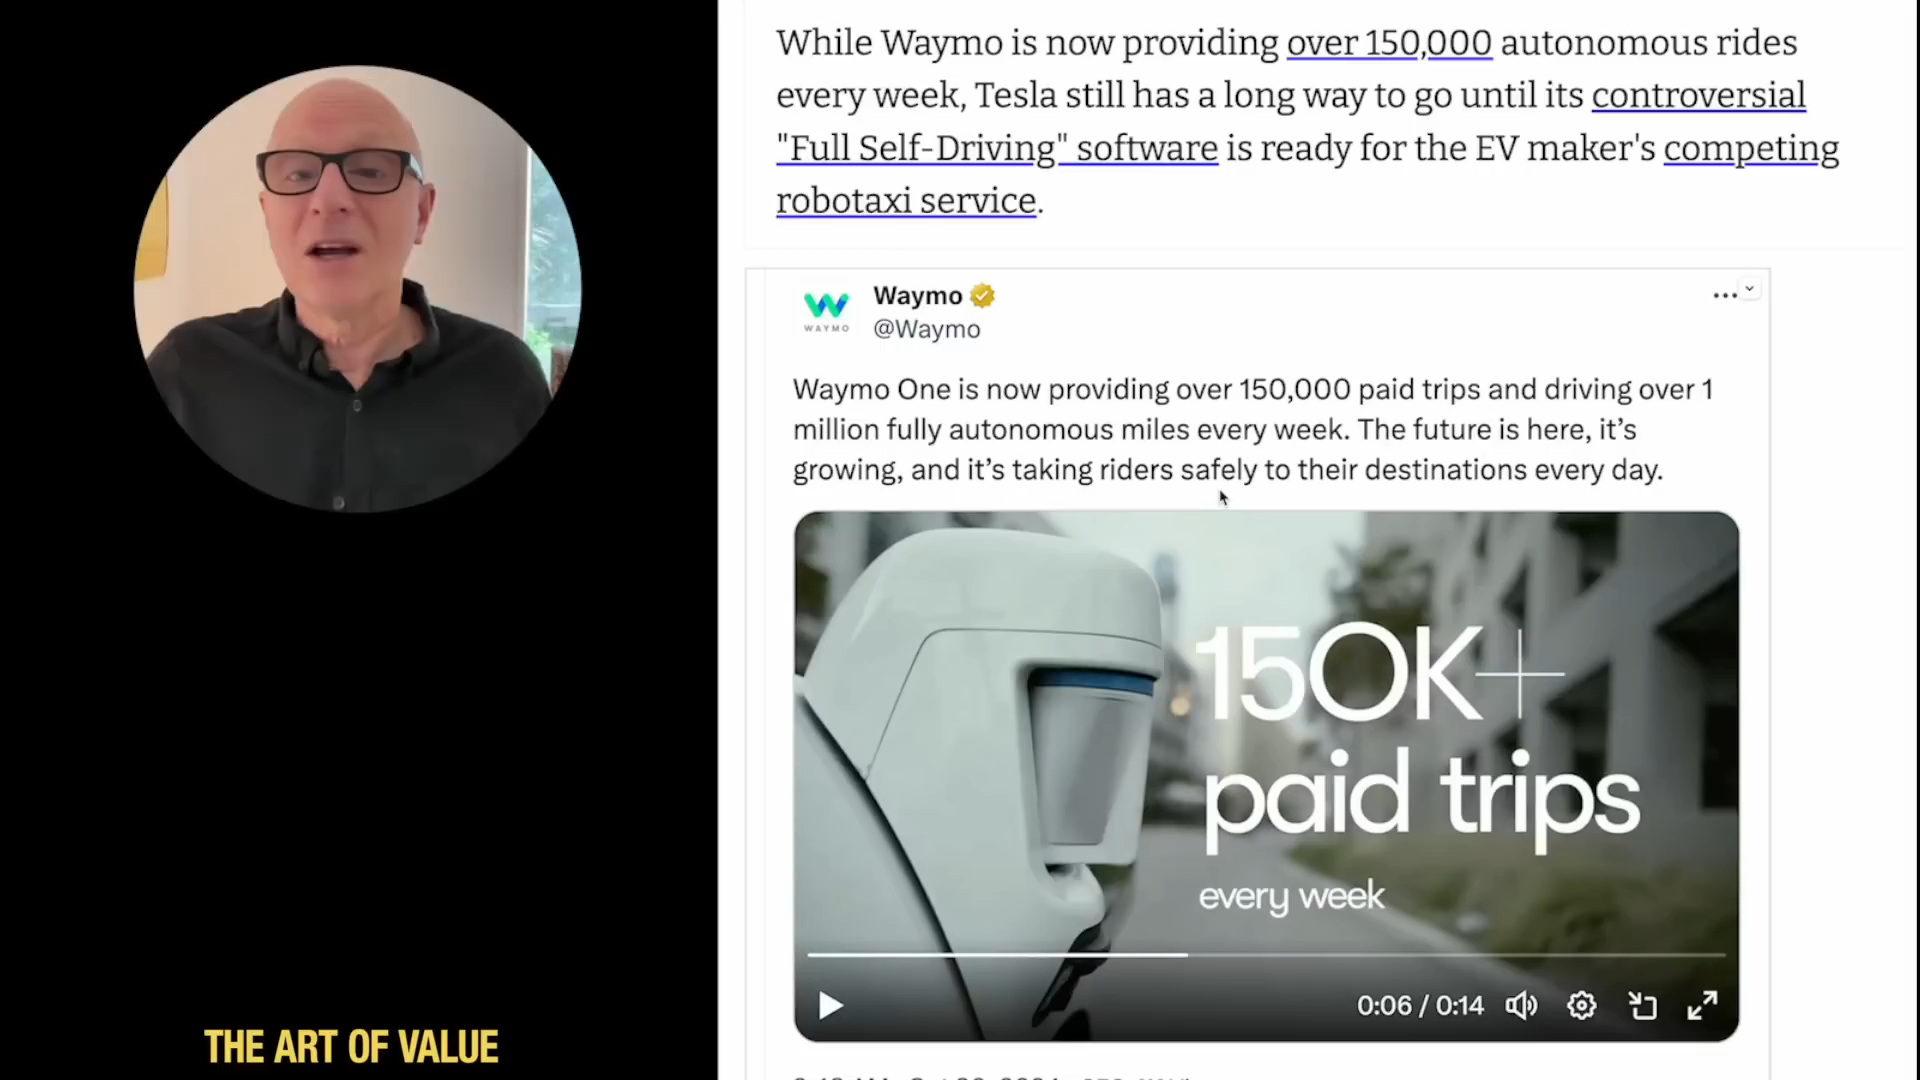 While Waymo is now providing over 150,000 autonomous rides
every week, Tesla still has a long way to go until its controversial
"Full Self-Driving" software is ready for the EV maker's competing
robotaxi service.
Waymo
@Waymo
WAYMO
Waymo One is now providing over 150,000 paid trips and driving over 1
million fully autonomous miles every week. The future is here, it’s
growing, and it’s taking riders safely to their destinations every day.
150K+
paid trips
every week
0:06 / 0:14
THE ART OF VALUE